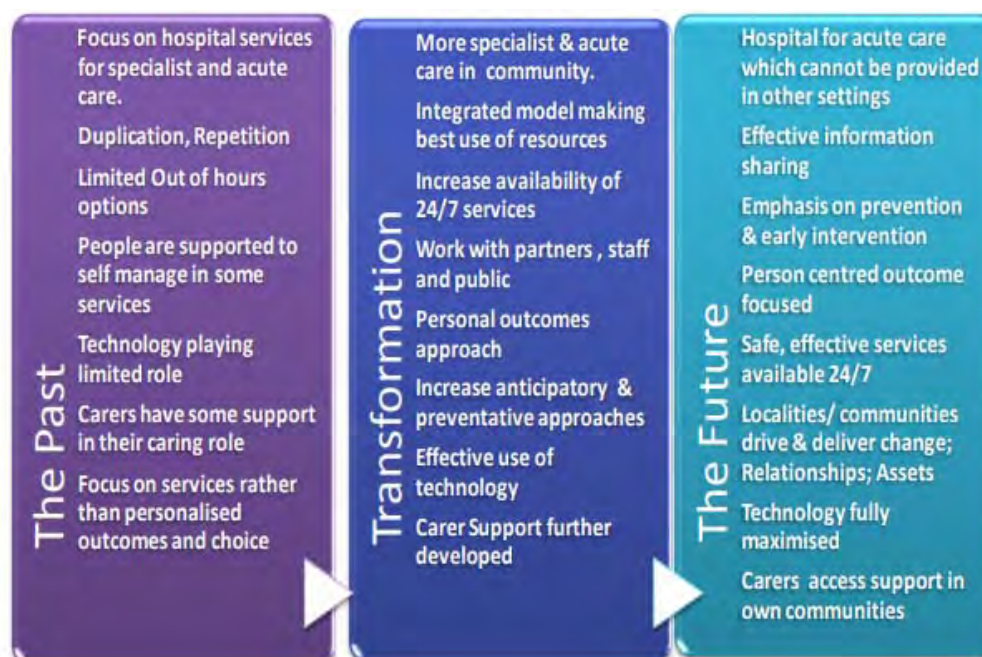 The Past
Focus on hospital services
for specialist and acute
care.
Duplication, Repetition
Limited Out of hours
options
People are supported to
self manage in some
services
Technology playing
limited role
Carers have some support
in their caring role
Focus on services rather
than personalised
outcomes and choice
Transformation
More specialist & acute
care in community.
Integrated model making
best use of resources
Increase availability of
24/7 services
Work with partners , staff
and public
Personal outcomes
approach
Increase anticipatory &
preventative approaches
Effective use of
technology
Carer Support further
developed
The Future
Hospital for acute care
which cannot be provided
in other settings
Effective information
sharing
Emphasis on prevention
& early intervention
Person centred outcome
focused
Safe, effective services
available 24/7
Localities/ communities
drive & deliver change;
Relationships; Assets
Technology fully
maximised
Carers access support in
own communities